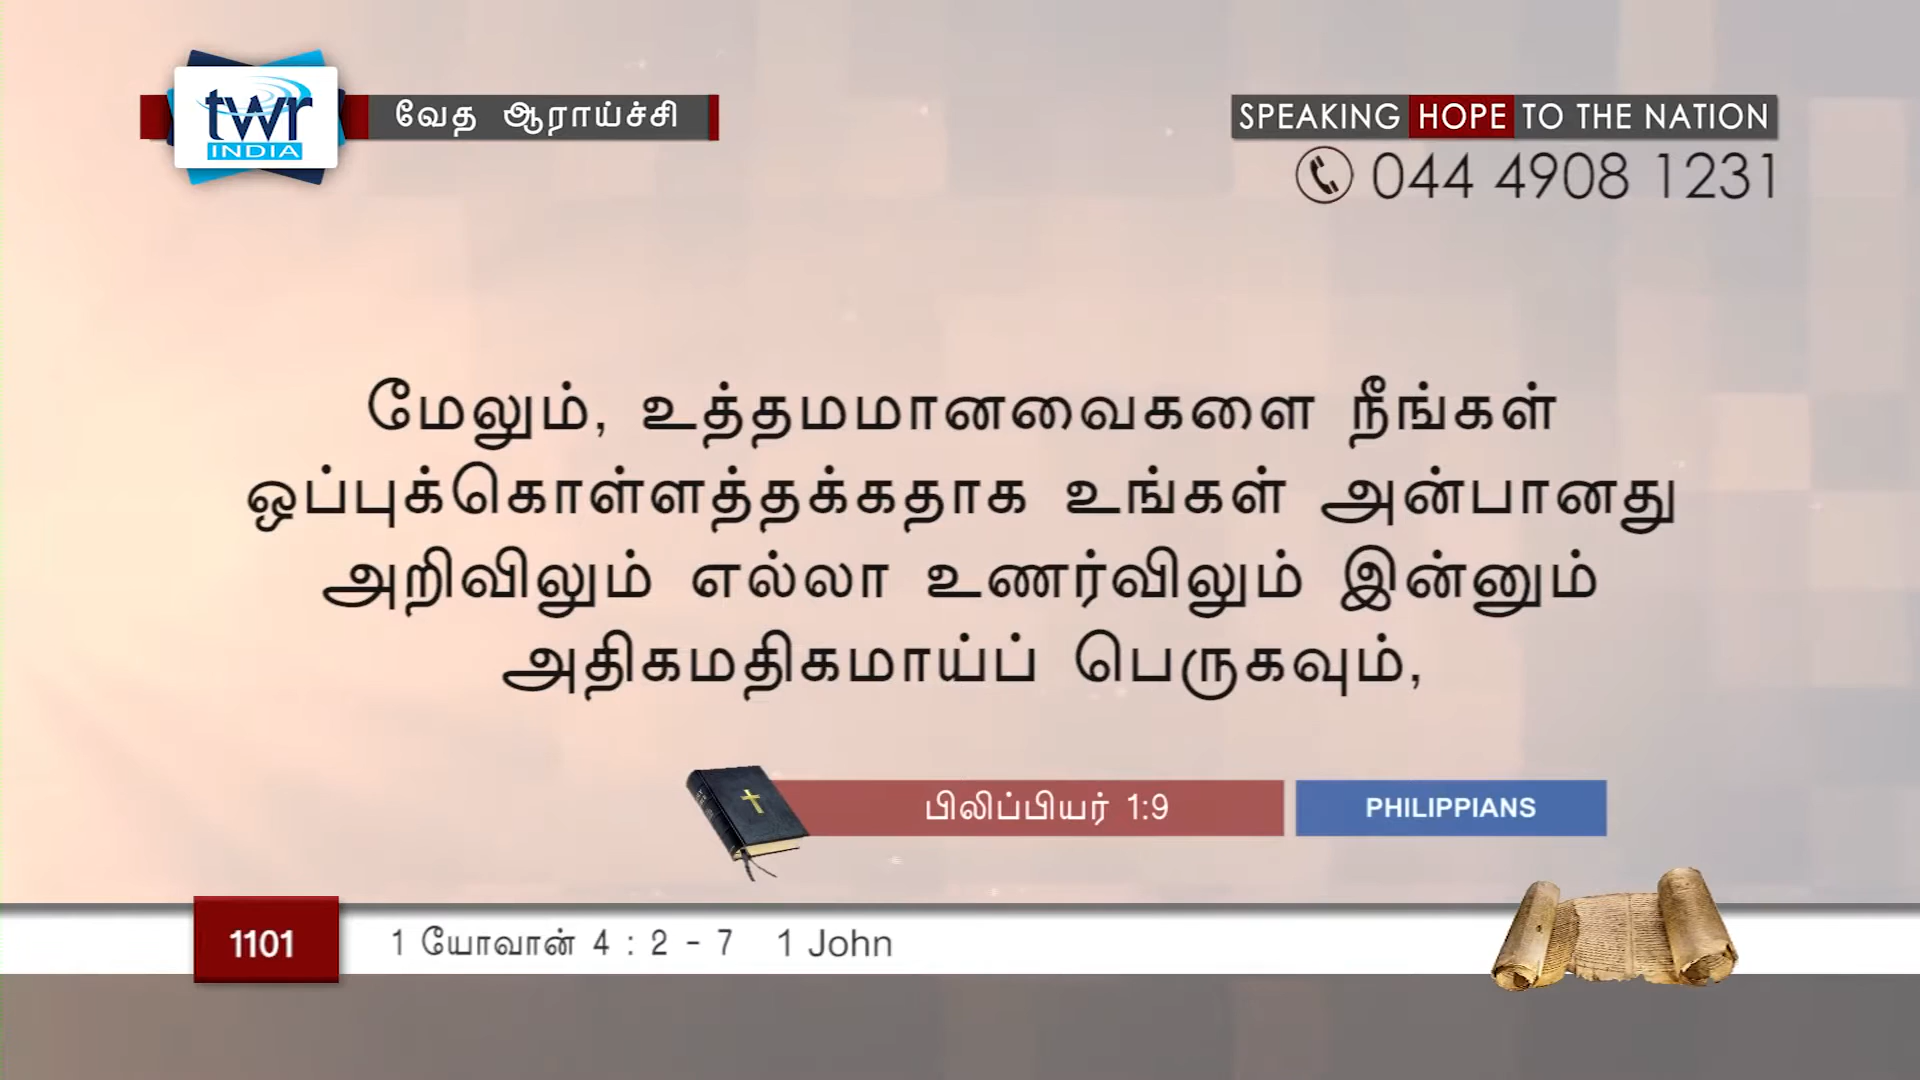 twr
INDIA
வேத ஆராய்ச்சி
SPEAKING HOPE TO THE NATION
044 4908 1231
மேலும், உத்தமமானவைகளை நீங்கள்
ஒப்புக்கொள்ளத்தக்கதாக உங்கள் அன்பானது
அறிவிலும் எல்லா உணர்விலும் இன்னும்
அதிகமதிகமாய்ப் பெருகவும்,
பிலிப்பியர் 1:9
PHILIPPIANS
1101
1 யோவான் 4 : 2 - 7 1 John